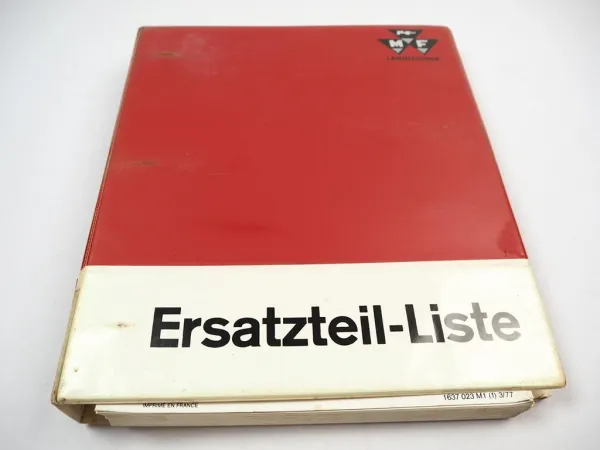 M F
Ersatzteil-Liste
IMPRIMÉ EN FRANCE
1637 023 M1 (1) 3/77